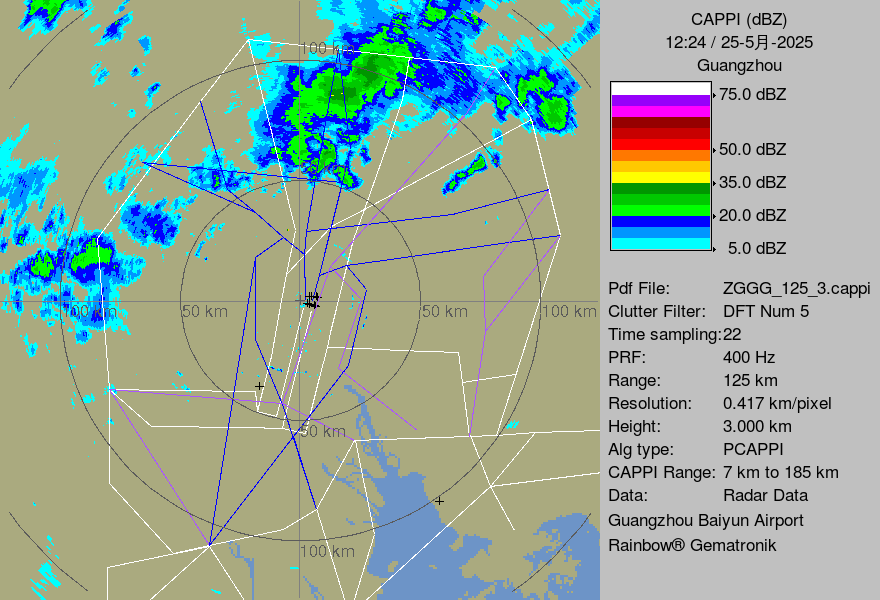 CAPPI (dBZ)
12:24 / 25-5月-2025
Guangzhou
75.0 dBZ
50.0 dBZ
35.0 dBZ
20.0 dBZ
5.0 dBZ
Pdf File: ZGGG_125_3.cappi
Clutter Filter: DFT Num 5
Time sampling:22
PRF: 400 Hz
Range: 125 km
Resolution: 0.417 km/pixel
Height: 3.000 km
Alg type: PCAPPI
CAPPI Range: 7 km to 185 km
Data: Radar Data
Guangzhou Baiyun Airport
Rainbow® Gematronik
100 km
50 km
100 km
50 km
50 km
100 km
50 km
100 km